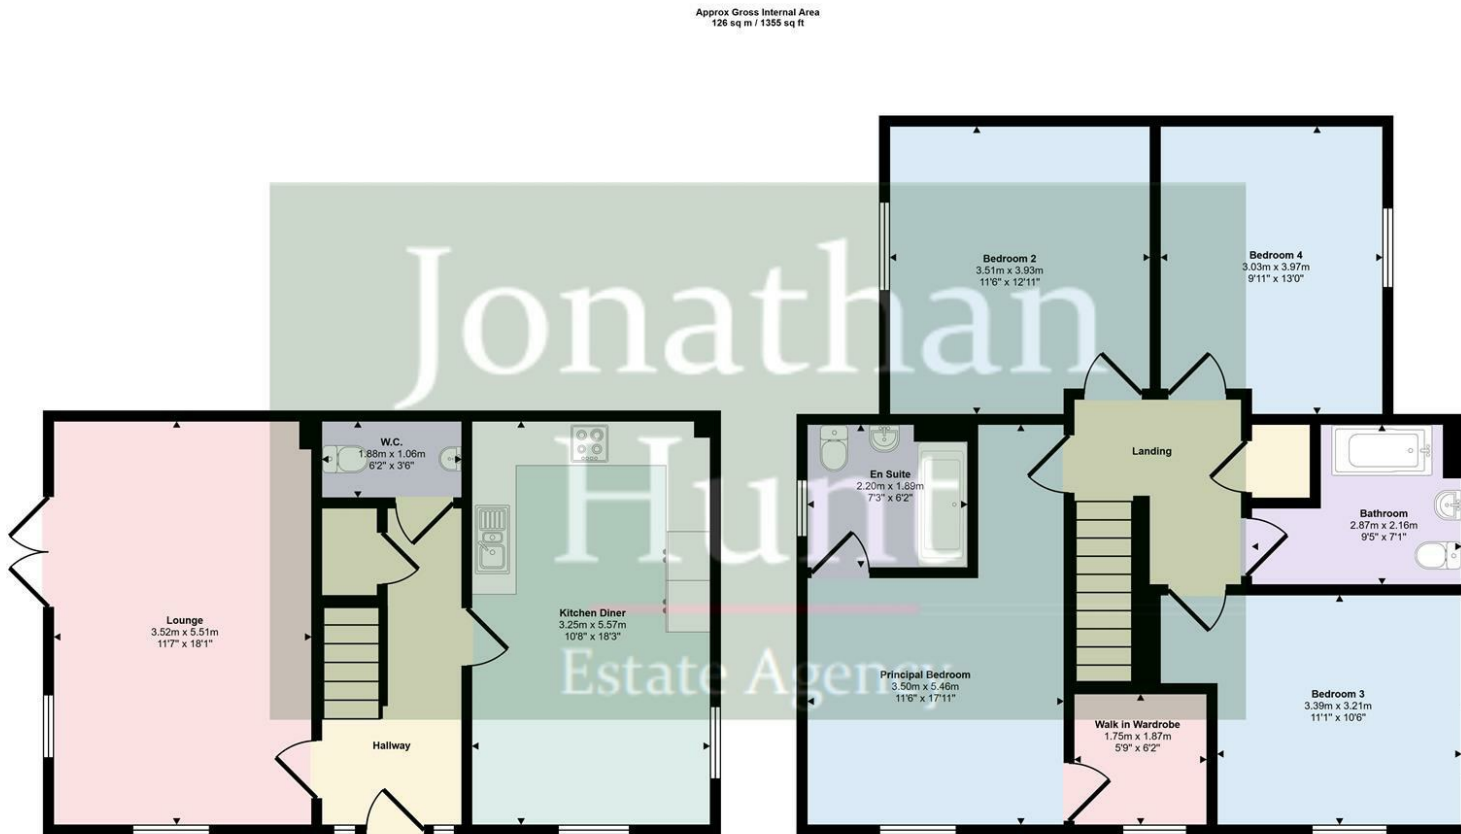 Approx Gross Internal Area
126 sq m / 1355 sq ft
Jonathan
Hunt
Estate Agency
Bedroom 2
3.51m x 3.93m
11'6" x 12'11"
Bedroom 4
3.03m x 3.97m
9'11" x 13'0"
W.C.
1.88m x 1.06m
6'2" x 3'6"
Landing
En Suite
2.20m x 1.89m
7'3" x 6'2"
Bathroom
2.87m x 2.16m
9'5" x 7'1"
Lounge
3.52m x 5.51m
11'7" x 18'1"
Kitchen Diner
3.25m x 5.57m
10'8" x 18'3"
Principal Bedroom
3.50m x 5.46m
11'6" x 17'11"
Hallway
Walk in Wardrobe
1.75m x 1.87m
5'9" x 6'2"
Bedroom 3
3.39m x 3.21m
11'1" x 10'6"